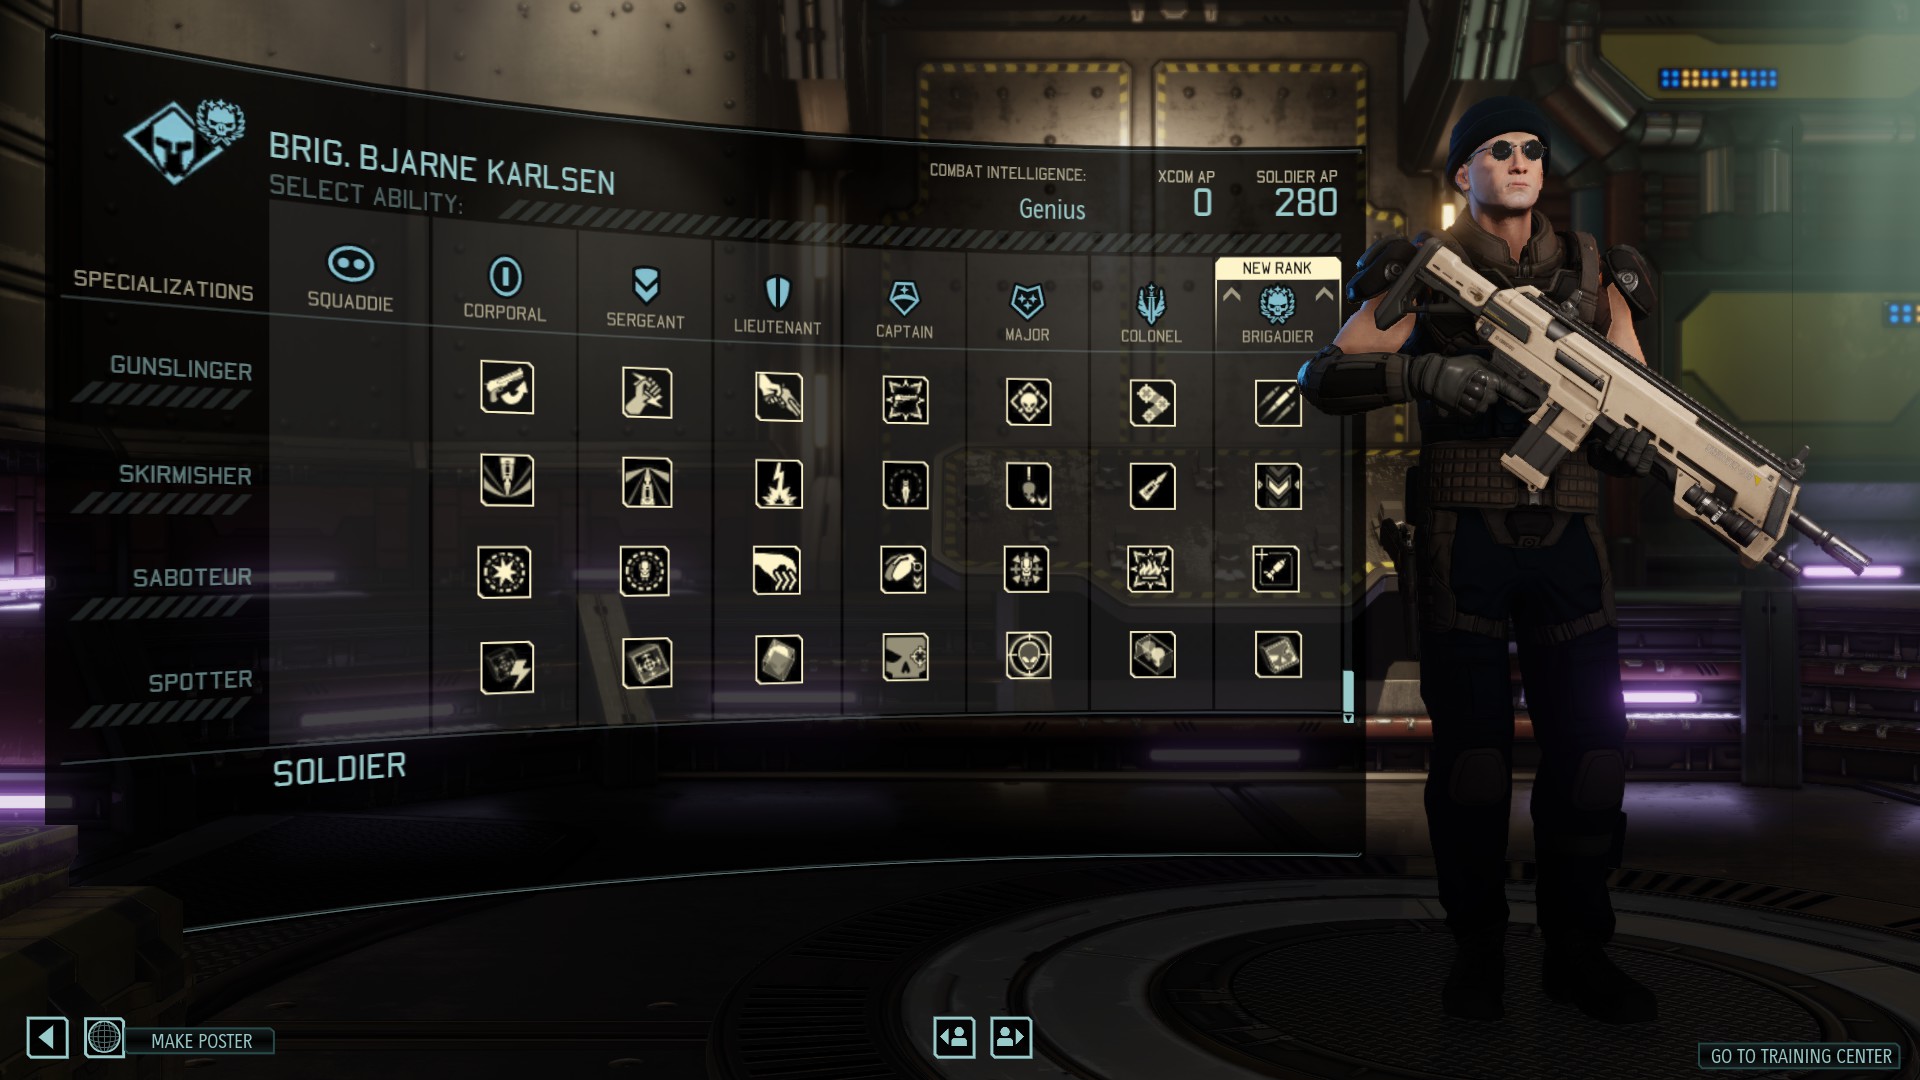 BRIG. BJARNE KARLSEN
SELECT ABILITY:
COMBAT INTELLIGENCE:
Genius
XCOM AP
0
SOLDIER AP
280
NEW RANK
SPECIALIZATIONS
SQUADDIE
CORPORAL
SERGEANT
LIEUTENANT
CAPTAIN
MAJOR
COLONEL
BRIGADIER
GUNSLINGER
SKIRMISHER
SABOTEUR
SPOTTER
SOLDIER
MAKE POSTER
GO TO TRAINING CENTER